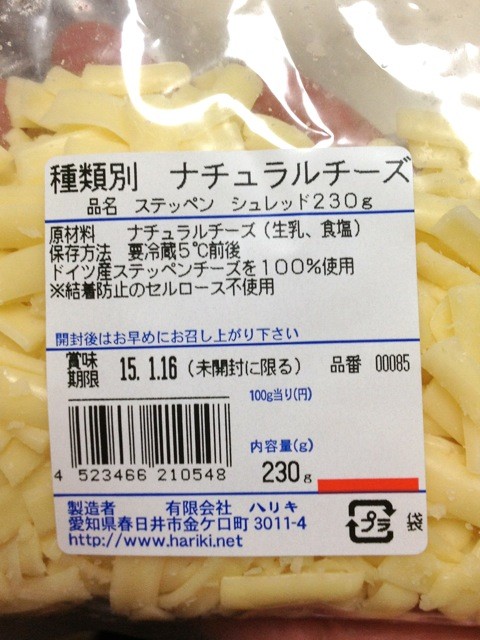 種類別　ナチュラルチーズ
品名　ステッペン　シュレッド230g
原材料　ナチュラルチーズ（生乳、食塩）
保存方法　要冷蔵5℃前後
ドイツ産ステッペンチーズを100％使用
※結着防止のセルロース不使用
開封後はお早めにお召し上がり下さい
賞味期限　15. 1.16（未開封に限る）　品番　00085
100g当り(円)
内容量(g)
230g
4 523466 210548
製造者　有限会社　ハリキ
愛知県春日井市金ケ口町3011-4
http://www.hariki.net
プラ 袋